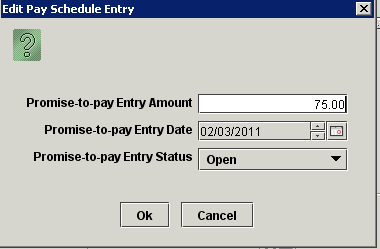 Edit Pay Schedule Entry
Promise-to-pay Entry Amount 75.00
Promise-to-pay Entry Date 02/03/2011
Promise-to-pay Entry Status Open
Ok Cancel